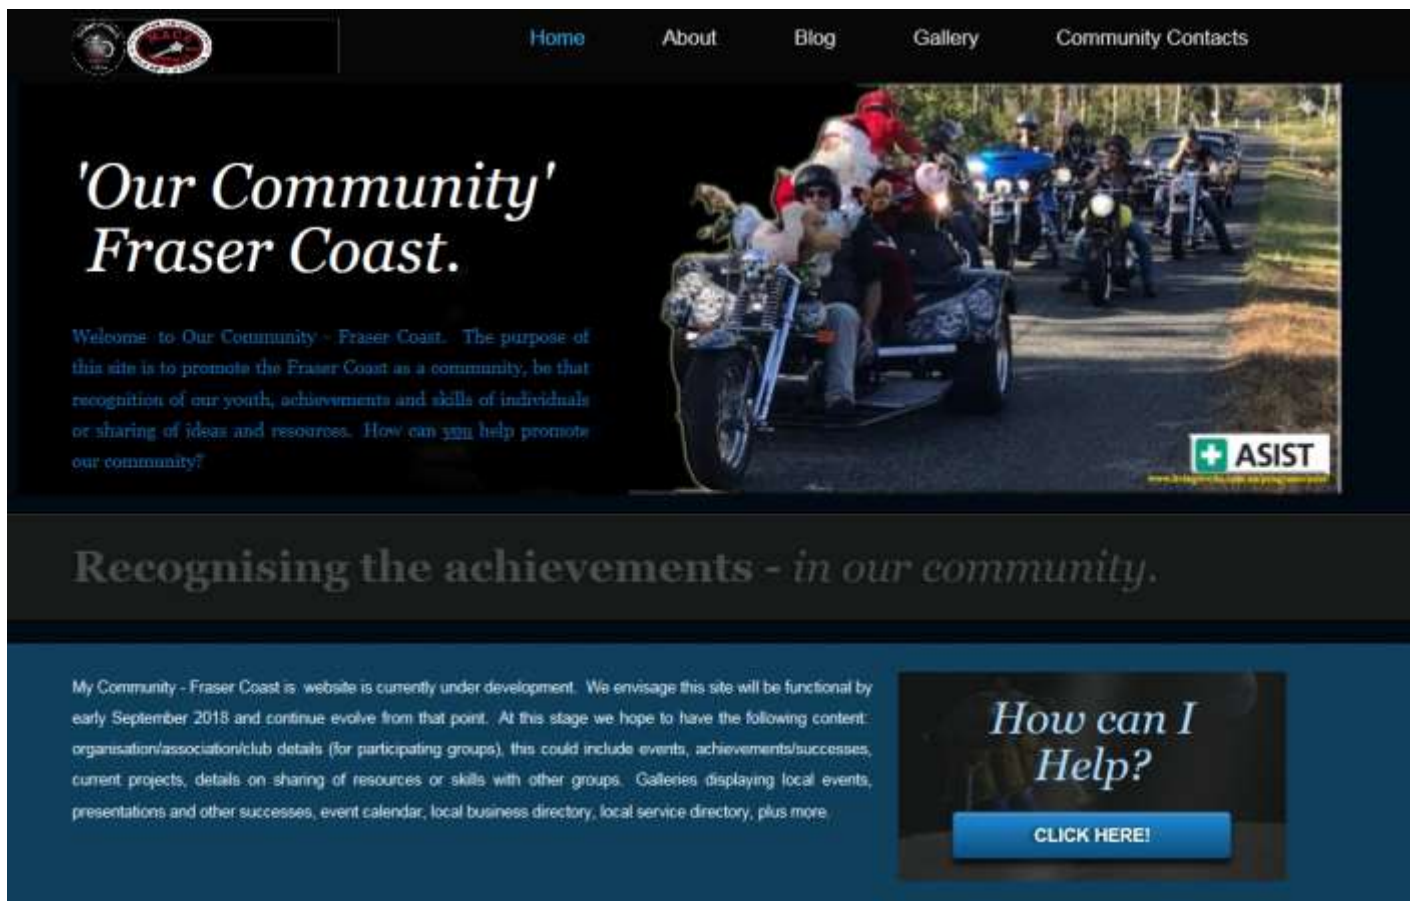 Home About Blog Gallery Community Contacts
'Our Community'
Fraser Coast.
Welcome to Our Community - Fraser Coast. The purpose of
this site is to promote the Fraser Coast as a community, be that
recognition of our youth, achievements and skills of individuals
or sharing of ideas and resources. How can you help promote
our community?
ASIST
Recognising the achievements - in our community.
My Community - Fraser Coast is website is currently under development. We envisage this site will be functional by
early September 2018 and continue evolve from that point. At this stage we hope to have the following content:
organisation/association/club details (for participating groups), this could include events, achievements/successes,
current projects, details on sharing of resources or skills with other groups. Galleries displaying local events,
presentations and other successes, event calendar, local business directory, local service directory, plus more.
How can I
Help?
CLICK HERE!